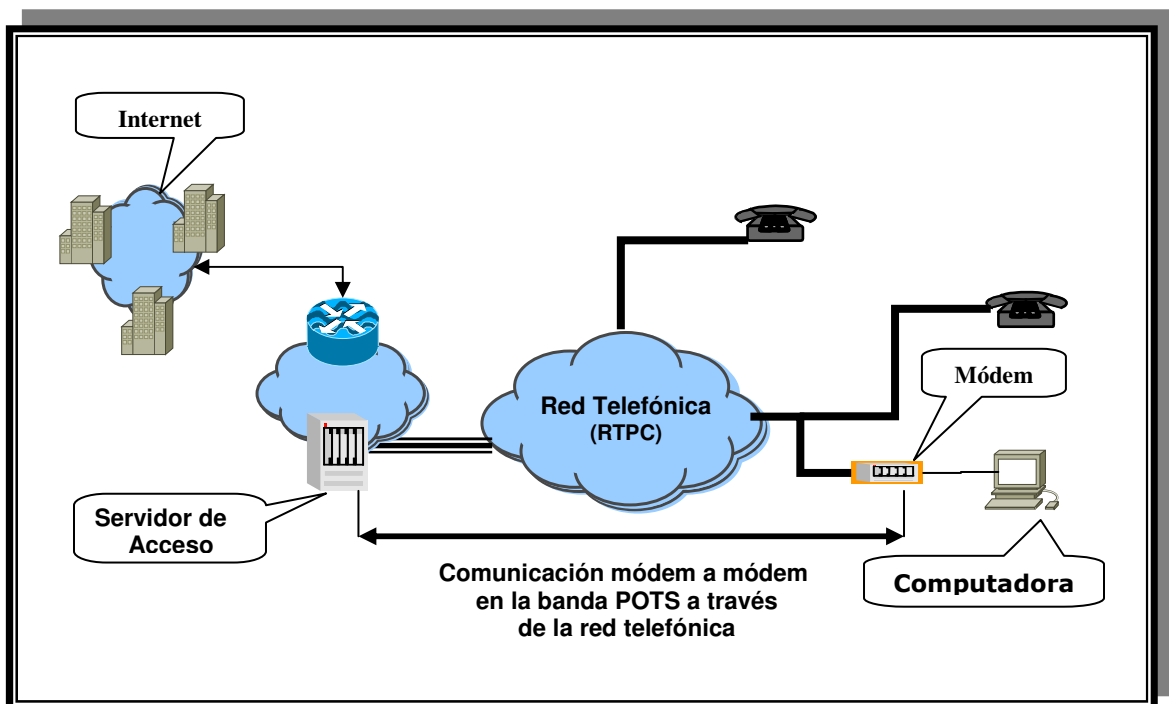 Internet
Red Telefónica
(RTPC)
Módem
Servidor de
Acceso
Comunicación módem a módem
en la banda POTS a través
de la red telefónica
Computadora